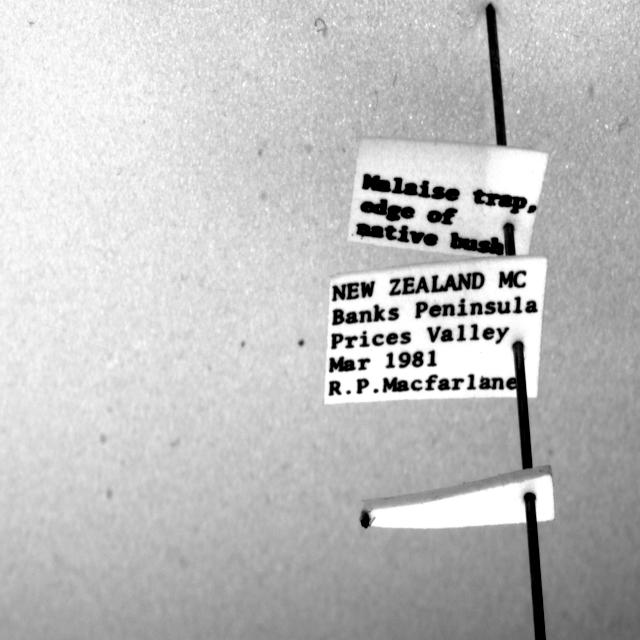 Malaise trap,
edge of
native bush
NEW ZEALAND MC
Banks Peninsula
Prices Valley
Mar 1981
R.P.Macfarlane